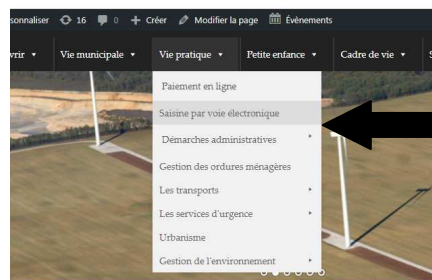 sonnaliser 16 0 + Créer Modifier la page Évènements
vrir Vie municipale Vie pratique Petite enfance Cadre de vie S
Paiement en ligne
Saisine par voie électronique
Démarches administratives
Gestion des ordures ménagères
Les transports
Les services d'urgence
Urbanisme
Gestion de l'environnement